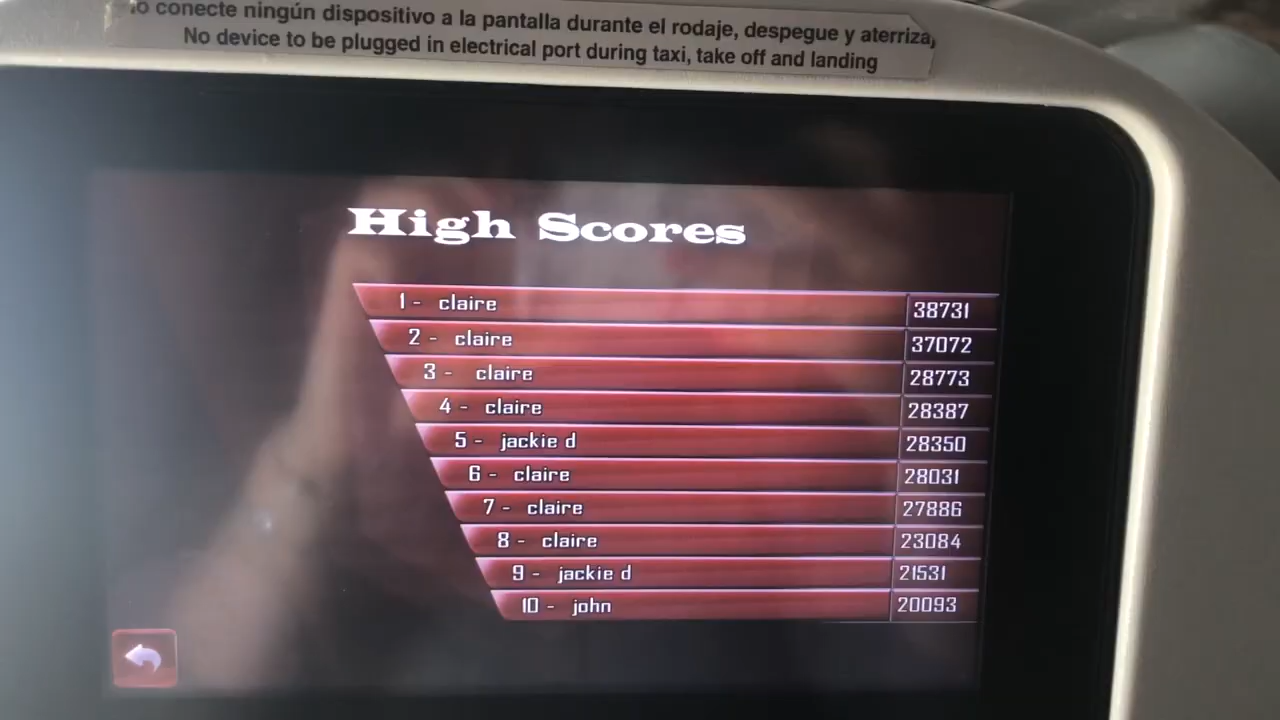 conecte ningún dispositivo a la pantalla durante el rodaje, despegue y aterriza,
No device to be plugged in electrical port during taxi, take off and landing
High Scores
1 - claire 38731
2 - claire 37072
3 - claire 28773
4 - claire 28387
5 - jackie d 28350
6 - claire 28031
7 - claire 27886
8 - claire 23084
9 - jackie d 21531
10 - john 20093